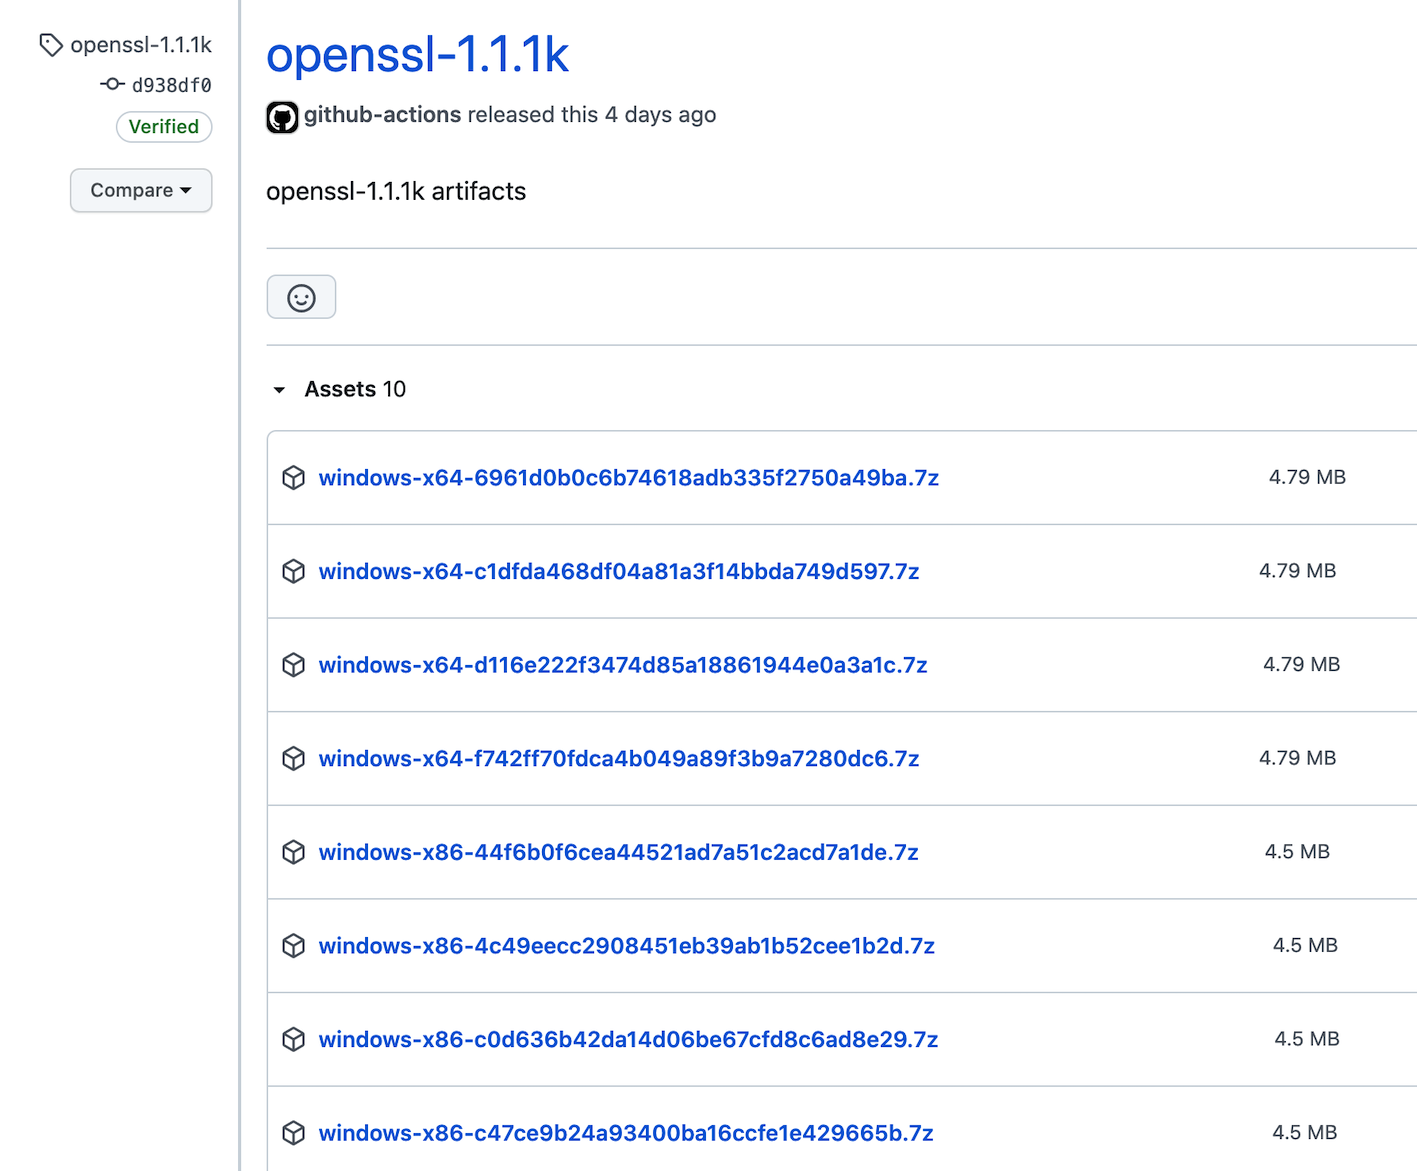 openssl-1.1.1k
d938df0
Verified
Compare
openssl-1.1.1k
github-actions released this 4 days ago
openssl-1.1.1k artifacts
Assets 10
windows-x64-6961d0b0c6b74618adb335f2750a49ba.7z 4.79 MB
windows-x64-c1dfda468df04a81a3f14bbda749d597.7z 4.79 MB
windows-x64-d116e222f3474d85a18861944e0a3a1c.7z 4.79 MB
windows-x64-f742ff70fdca4b049a89f3b9a7280dc6.7z 4.79 MB
windows-x86-44f6b0f6cea44521ad7a51c2acd7a1de.7z 4.5 MB
windows-x86-4c49eecc2908451eb39ab1b52cee1b2d.7z 4.5 MB
windows-x86-c0d636b42da14d06be67cfd8c6ad8e29.7z 4.5 MB
windows-x86-c47ce9b24a93400ba16ccfe1e429665b.7z 4.5 MB